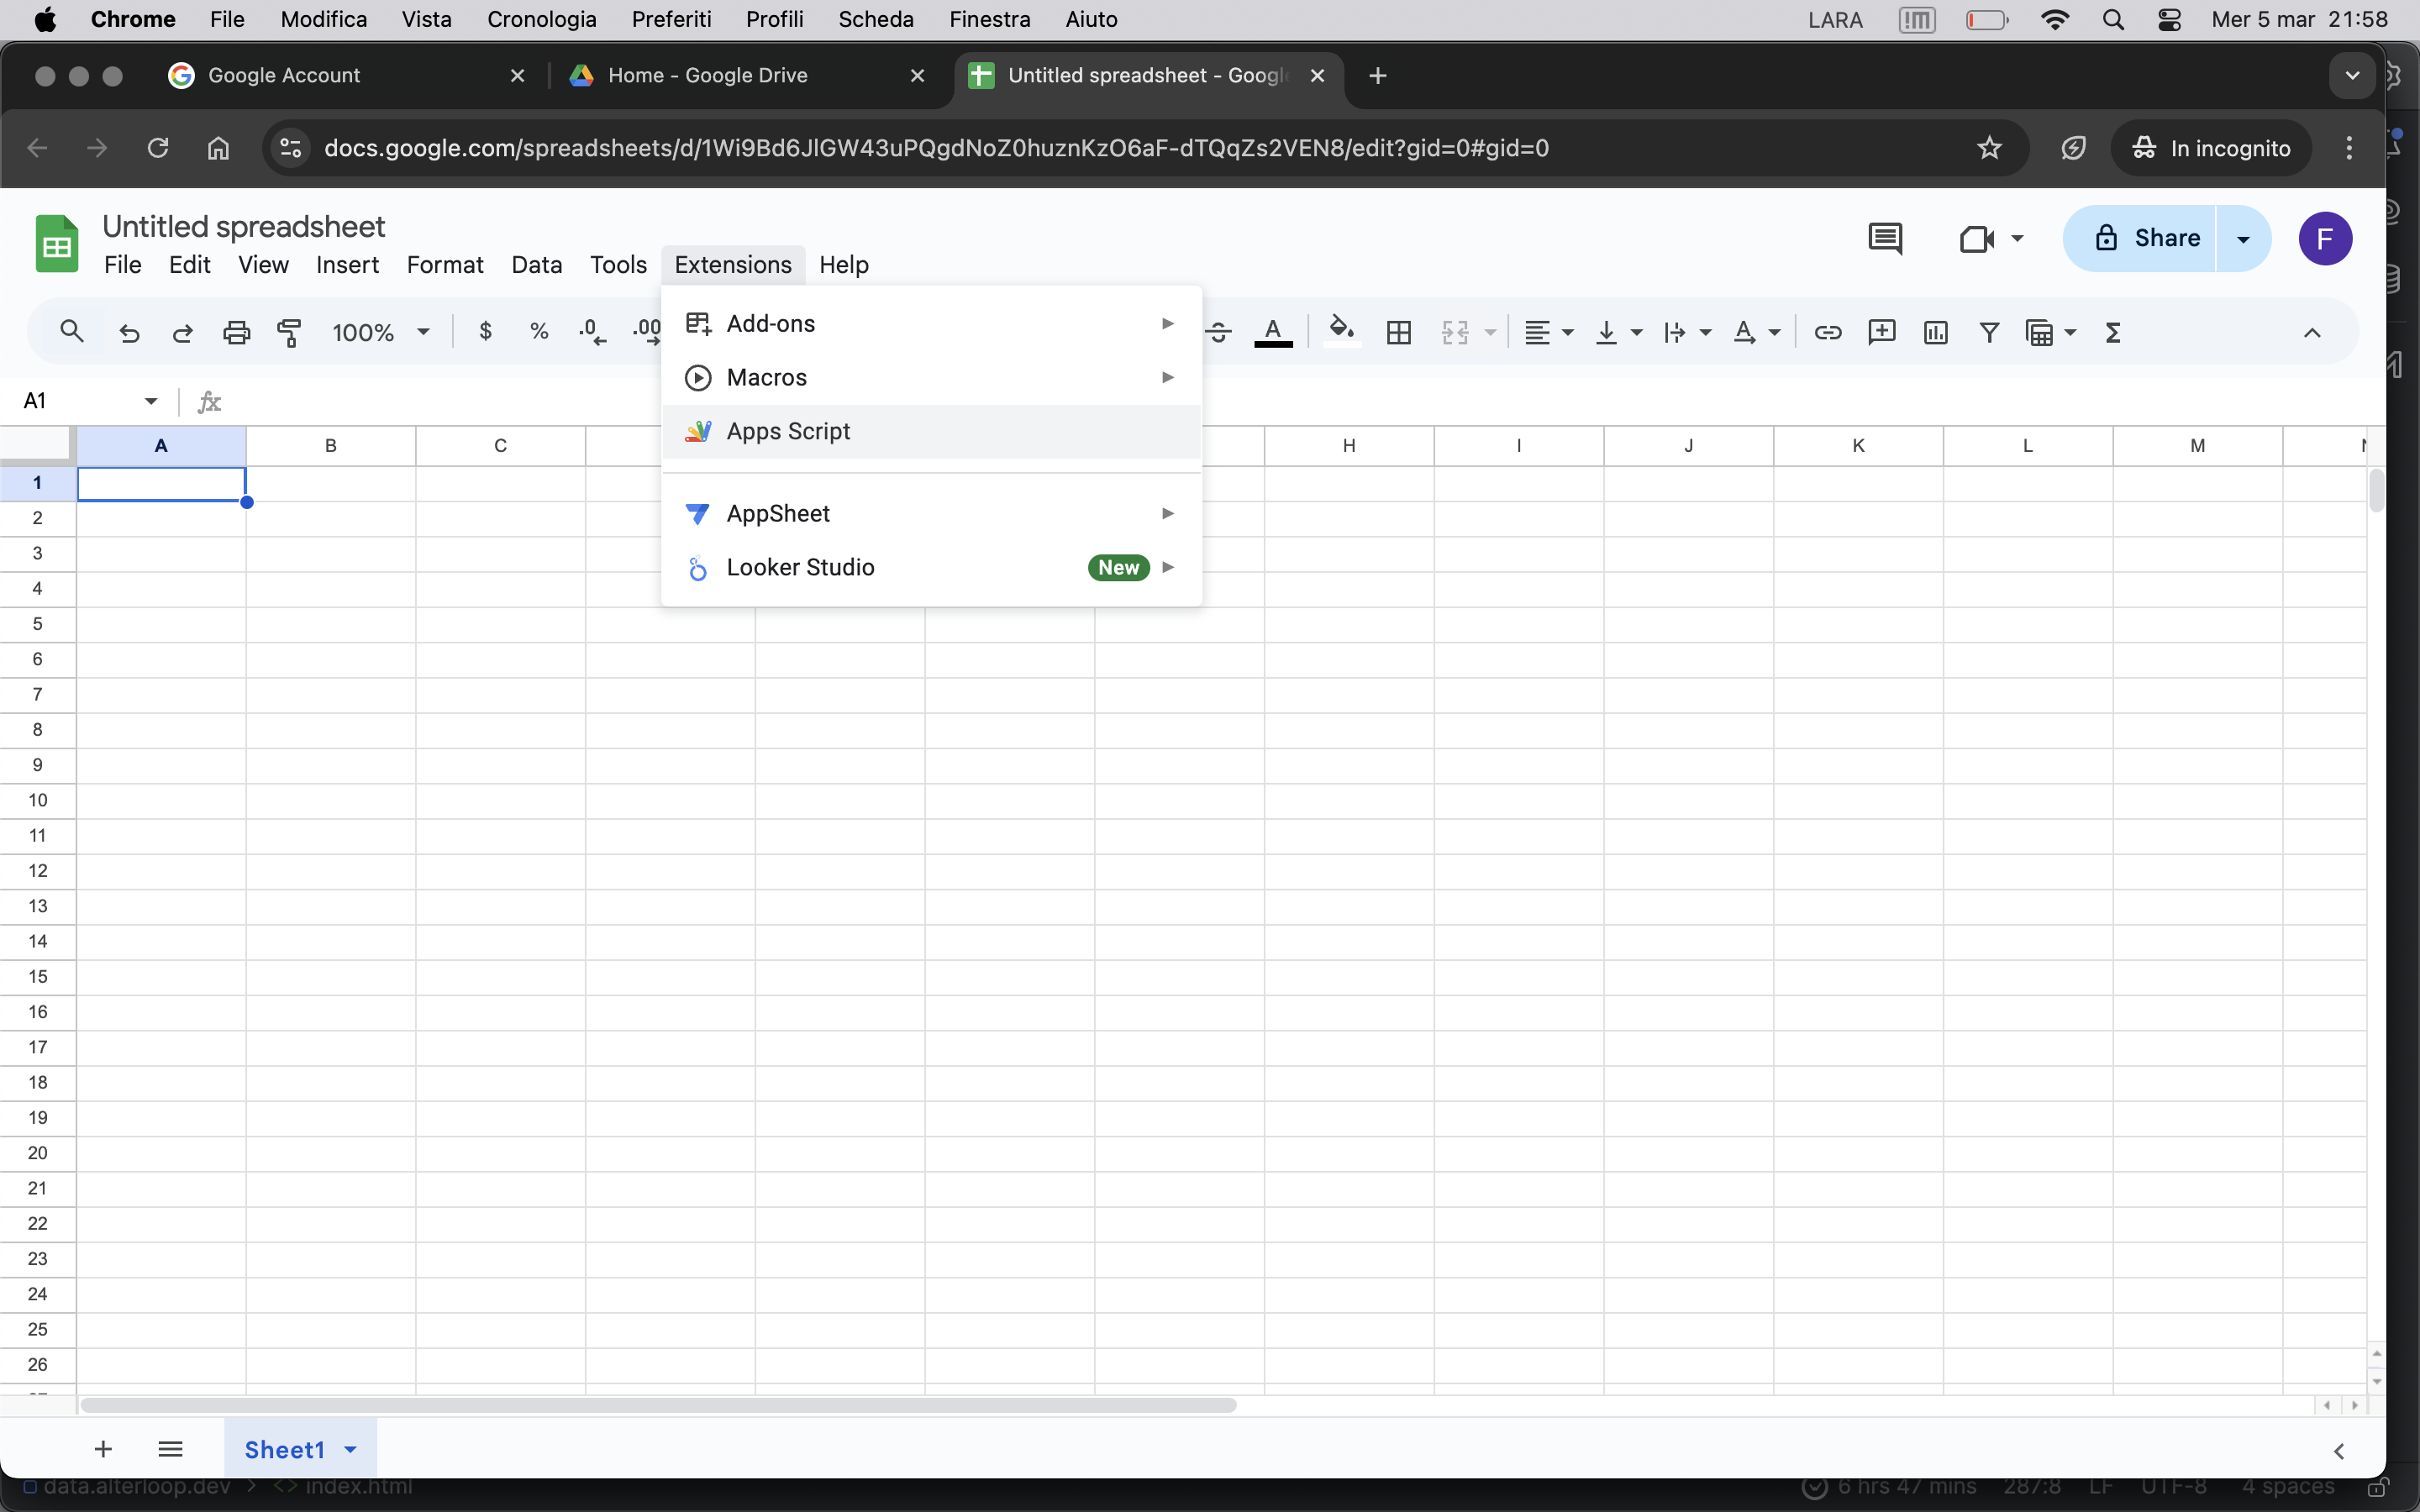 Chrome File Modifica Vista Cronologia Preferiti Profili Scheda Finestra Aiuto LARA Mer 5 mar 21:58
Google Account Home - Google Drive Untitled spreadsheet - Googl
docs.google.com/spreadsheets/d/1Wi9Bd6JlGW43uPQgdNoZ0huznKzO6aF-dTQqZs2VEN8/edit?gid=0#gid=0 In incognito
Untitled spreadsheet
File Edit View Insert Format Data Tools Extensions Help
Share F
100% $ % .0 .00 A A Σ
Add-ons
Macros
Apps Script
AppSheet
Looker Studio New
A1 fx
A B C H I J K L M
1
2
3
4
5
6
7
8
9
10
11
12
13
14
15
16
17
18
19
20
21
22
23
24
25
26
Sheet1
data.alterloop.dev > <> index.html 6 hrs 47 mins 287:8 LF UTF-8 4 spaces